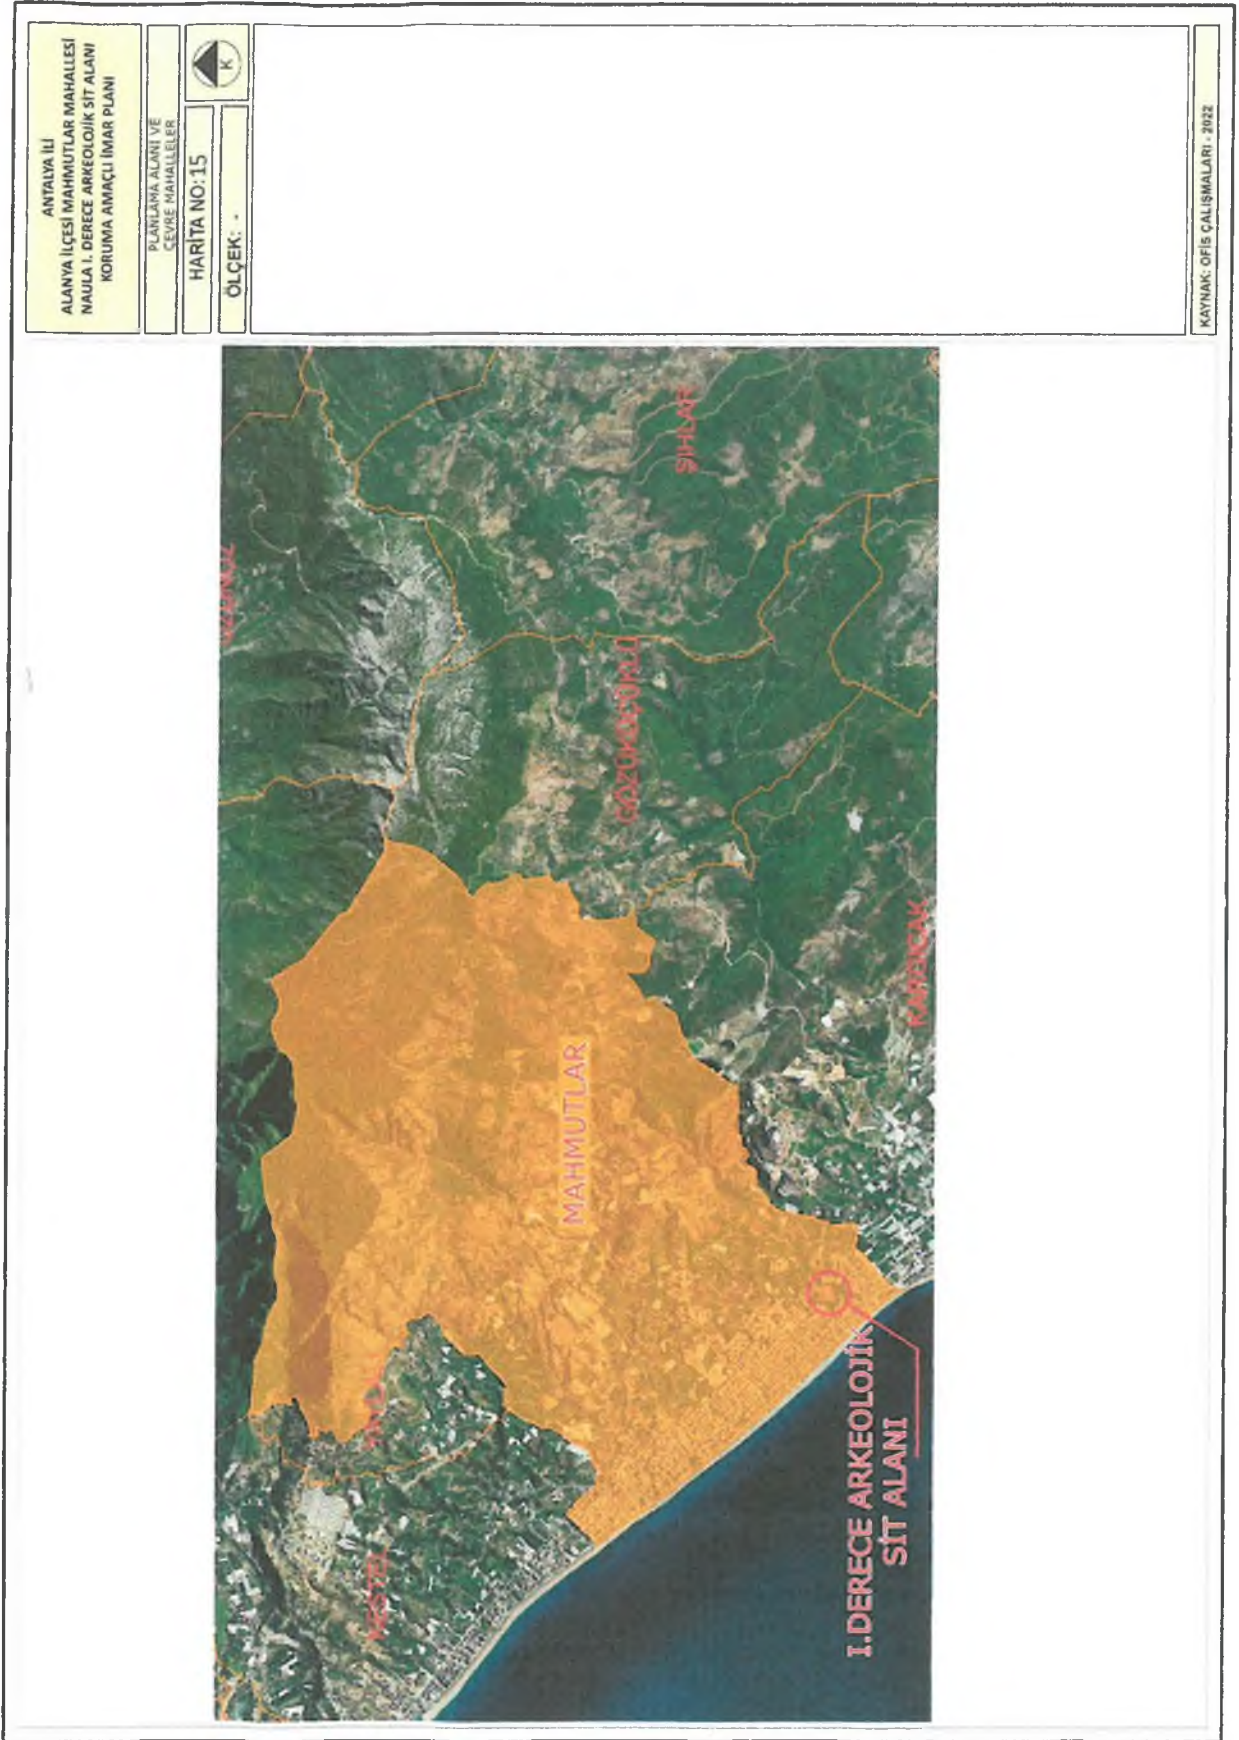 ANTALYA İLİ
ALANYA İLÇESİ MAHMUTLAR MAHALLESİ
NAULA I. DERECE ARKEOLOJİK SİT ALANI
KORUMA AMAÇLI İMAR PLANI
PLANLAMA ALANI VE
ÇEVRE MAHALLELER
HARİTA NO:15
K
ÖLÇEK: -
ŞIHLAR
GÖZÜKÜÇÜKLÜ
KARGICAK
MAHMUTLAR
KESTEL
I.DERECE ARKEOLOJİK
SİT ALANI
KAYNAK: OFİS ÇALIŞMALARI - 2022